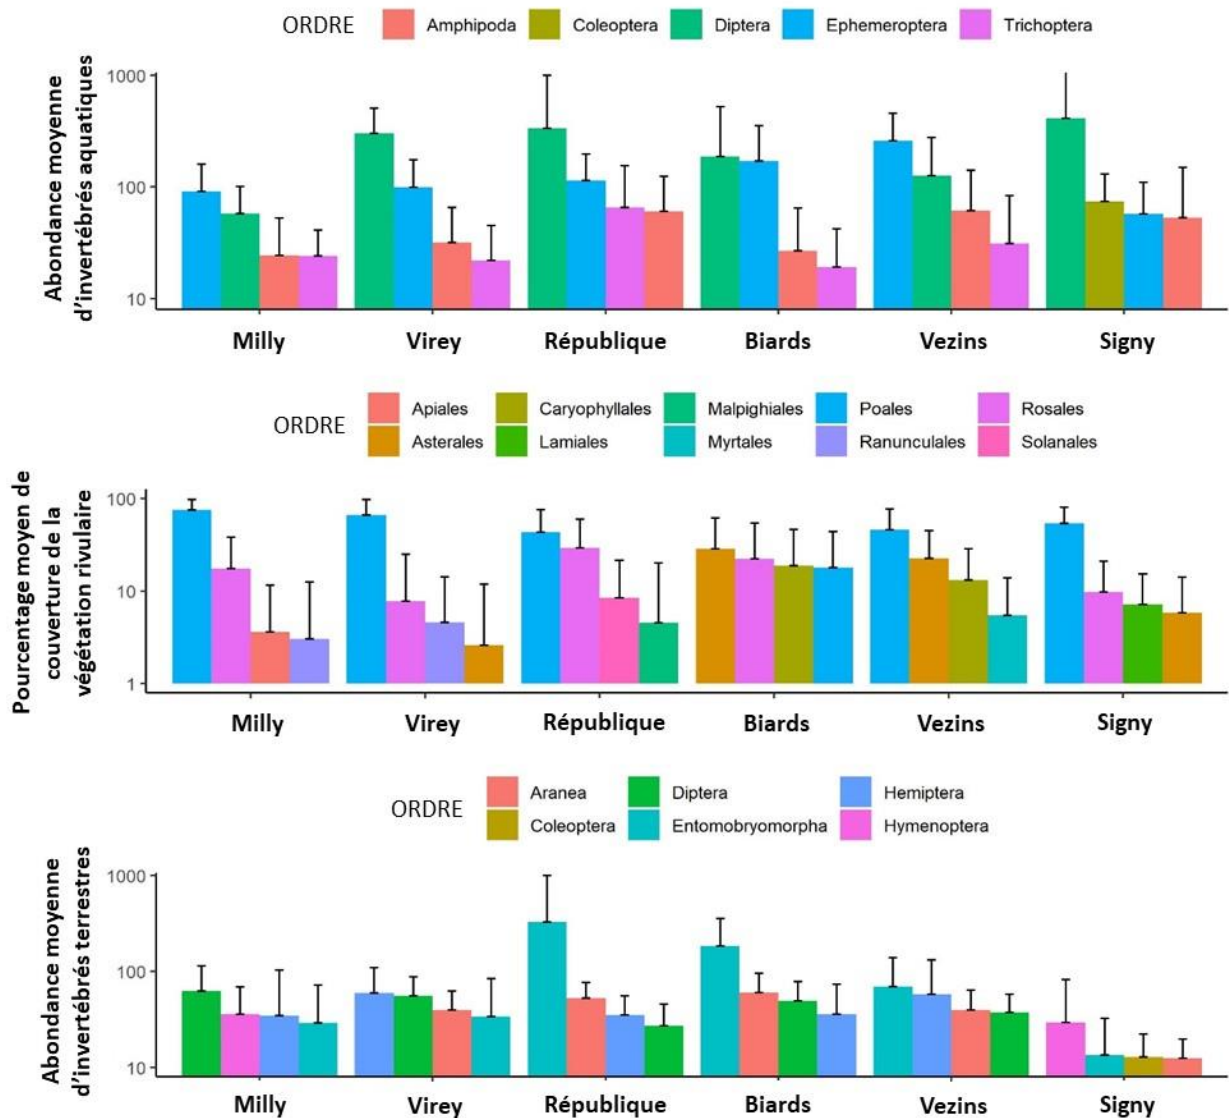 ORDRE Amphipoda Coleoptera Diptera Ephemeroptera Trichoptera
Abondance moyenne
d'invertébrés aquatiques
1000
100
10
Milly Virey République Biards Vezins Signy
ORDRE
Apiales Caryophyllales Malpighiales Poales Rosales
Asterales Lamiales Myrtales Ranunculales Solanales
Pourcentage moyen de
couverture de la
végétation rivulaire
100
10
1
Milly Virey République Biards Vezins Signy
ORDRE
Aranea Diptera Hemiptera
Coleoptera Entomobryomorpha Hymenoptera
Abondance moyenne
d'invertébrés terrestres
1000
100
10
Milly Virey République Biards Vezins Signy